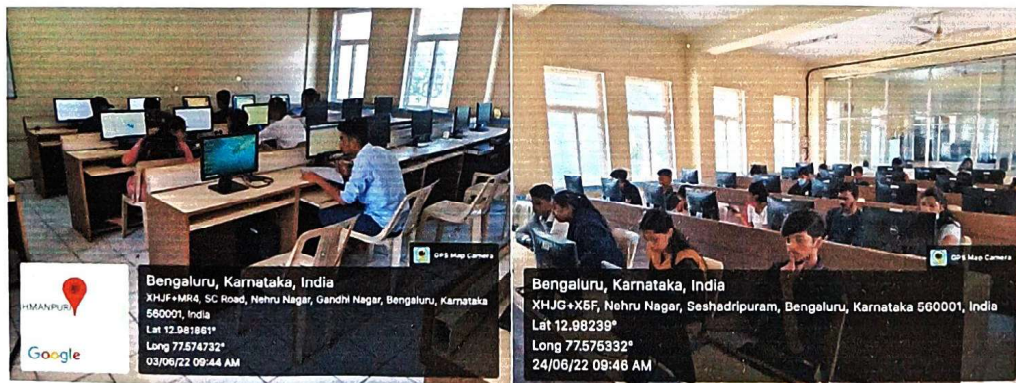 GPS Map Camera
HMANPURI
Google
Bengaluru, Karnataka, India
XHJF+MR4, SC Road, Nehru Nagar, Gandhi Nagar, Bengaluru, Karnataka
560001, India
Lat 12.981861°
Long 77.574732°
03/06/22 09:44 AM
GPS Map Camera
Bengaluru, Karnataka, India
XHJG+X5F, Nehru Nagar, Seshadripuram, Bengaluru, Karnataka 560001, India
Lat 12.98239°
Long 77.575332°
24/06/22 09:46 AM